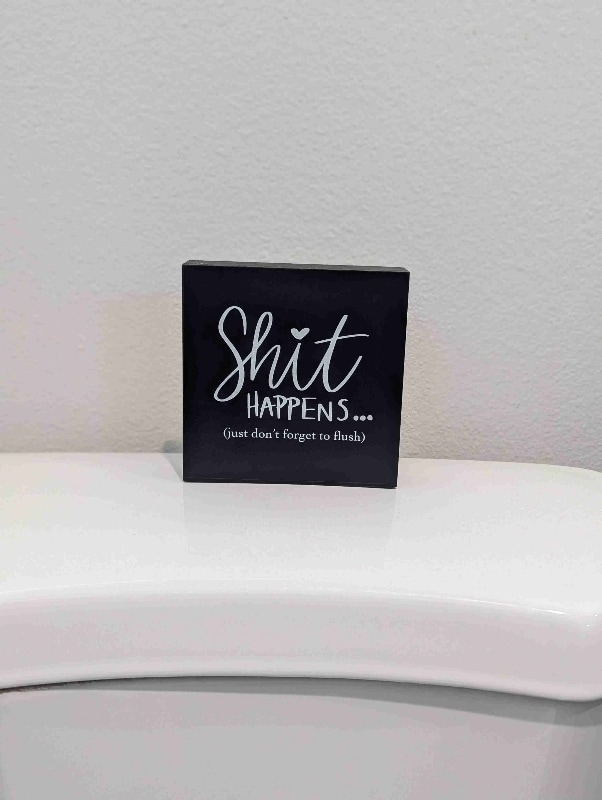 Shit
HAPPENS...
(just don't forget to flush)